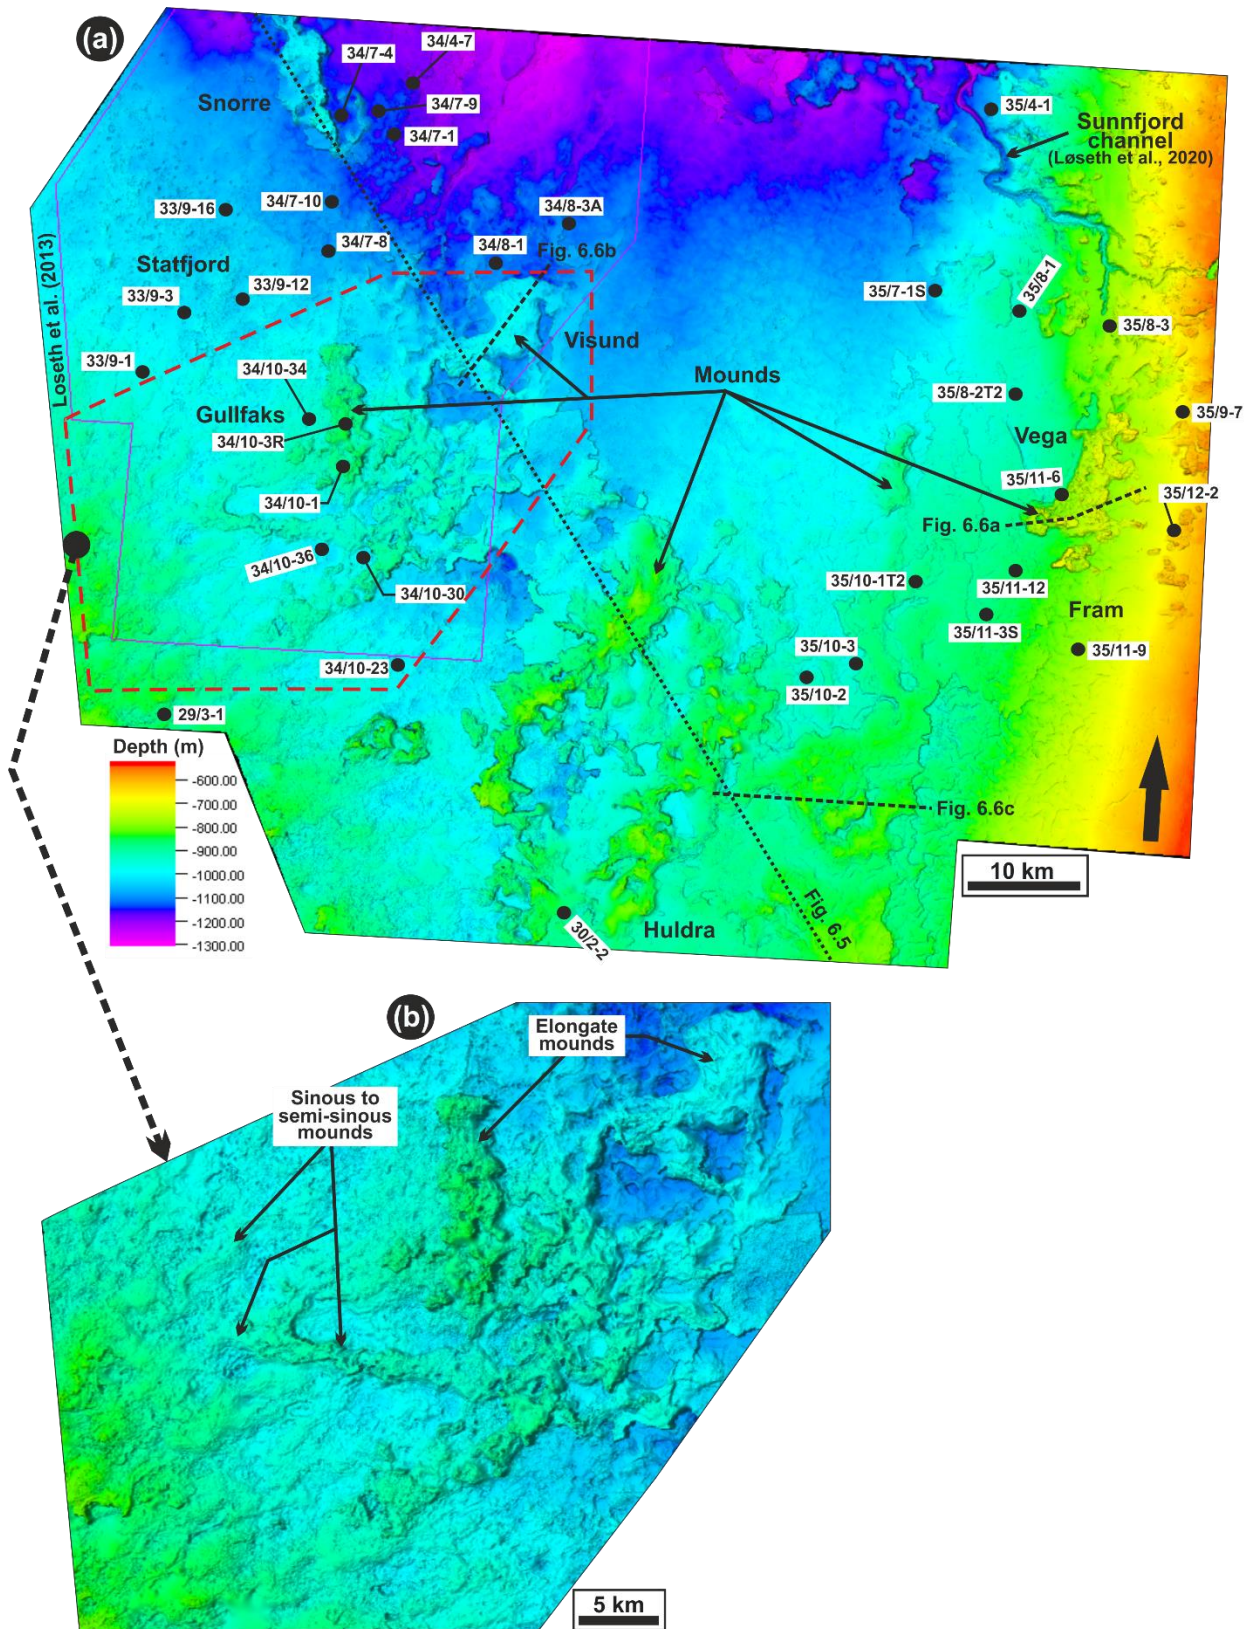 (a)
34/4-7
34/7-4
Snorre
34/7-9
34/7-1
35/4-1
Sunnfjord
channel
(Løseth et al., 2020)
33/9-16
34/7-10
34/8-3A
34/7-8
34/8-1
Fig. 6.6b
Statfjord
33/9-12
33/9-3
35/7-1S
35/8-1
35/8-3
Loseth et al. (2013)
Visund
33/9-1
34/10-34
Mounds
35/8-2T2
35/9-7
Gullfaks
34/10-3R
Vega
34/10-1
35/11-6
35/12-2
Fig. 6.6a
34/10-36
34/10-30
35/10-1T2
35/11-12
Fram
35/11-3S
35/10-3
35/11-9
34/10-23
35/10-2
29/3-1
Depth (m)
-600.00
-700.00
-800.00
-900.00
-1000.00
-1100.00
-1200.00
-1300.00
Fig. 6.6c
10 km
Fig. 6.5
30/2-2
Huldra
(b)
Elongate
mounds
Sinous to
semi-sinous
mounds
5 km